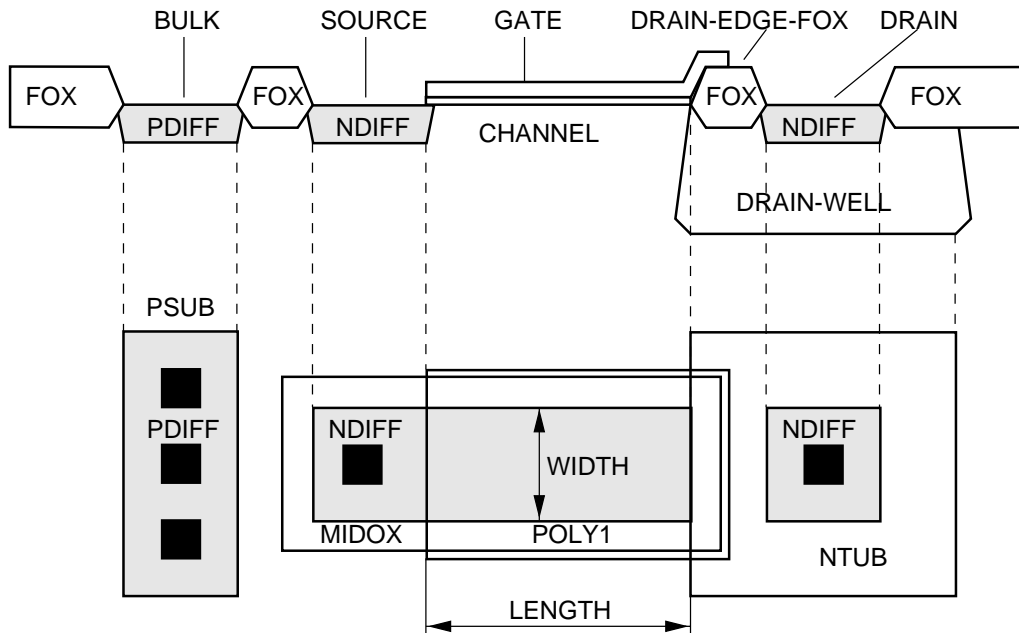 BULK SOURCE GATE DRAIN-EDGE-FOX DRAIN
FOX FOX FOX FOX
PDIFF NDIFF CHANNEL NDIFF
DRAIN-WELL
PSUB
PDIFF NDIFF NDIFF
WIDTH
MIDOX POLY1
NTUB
LENGTH